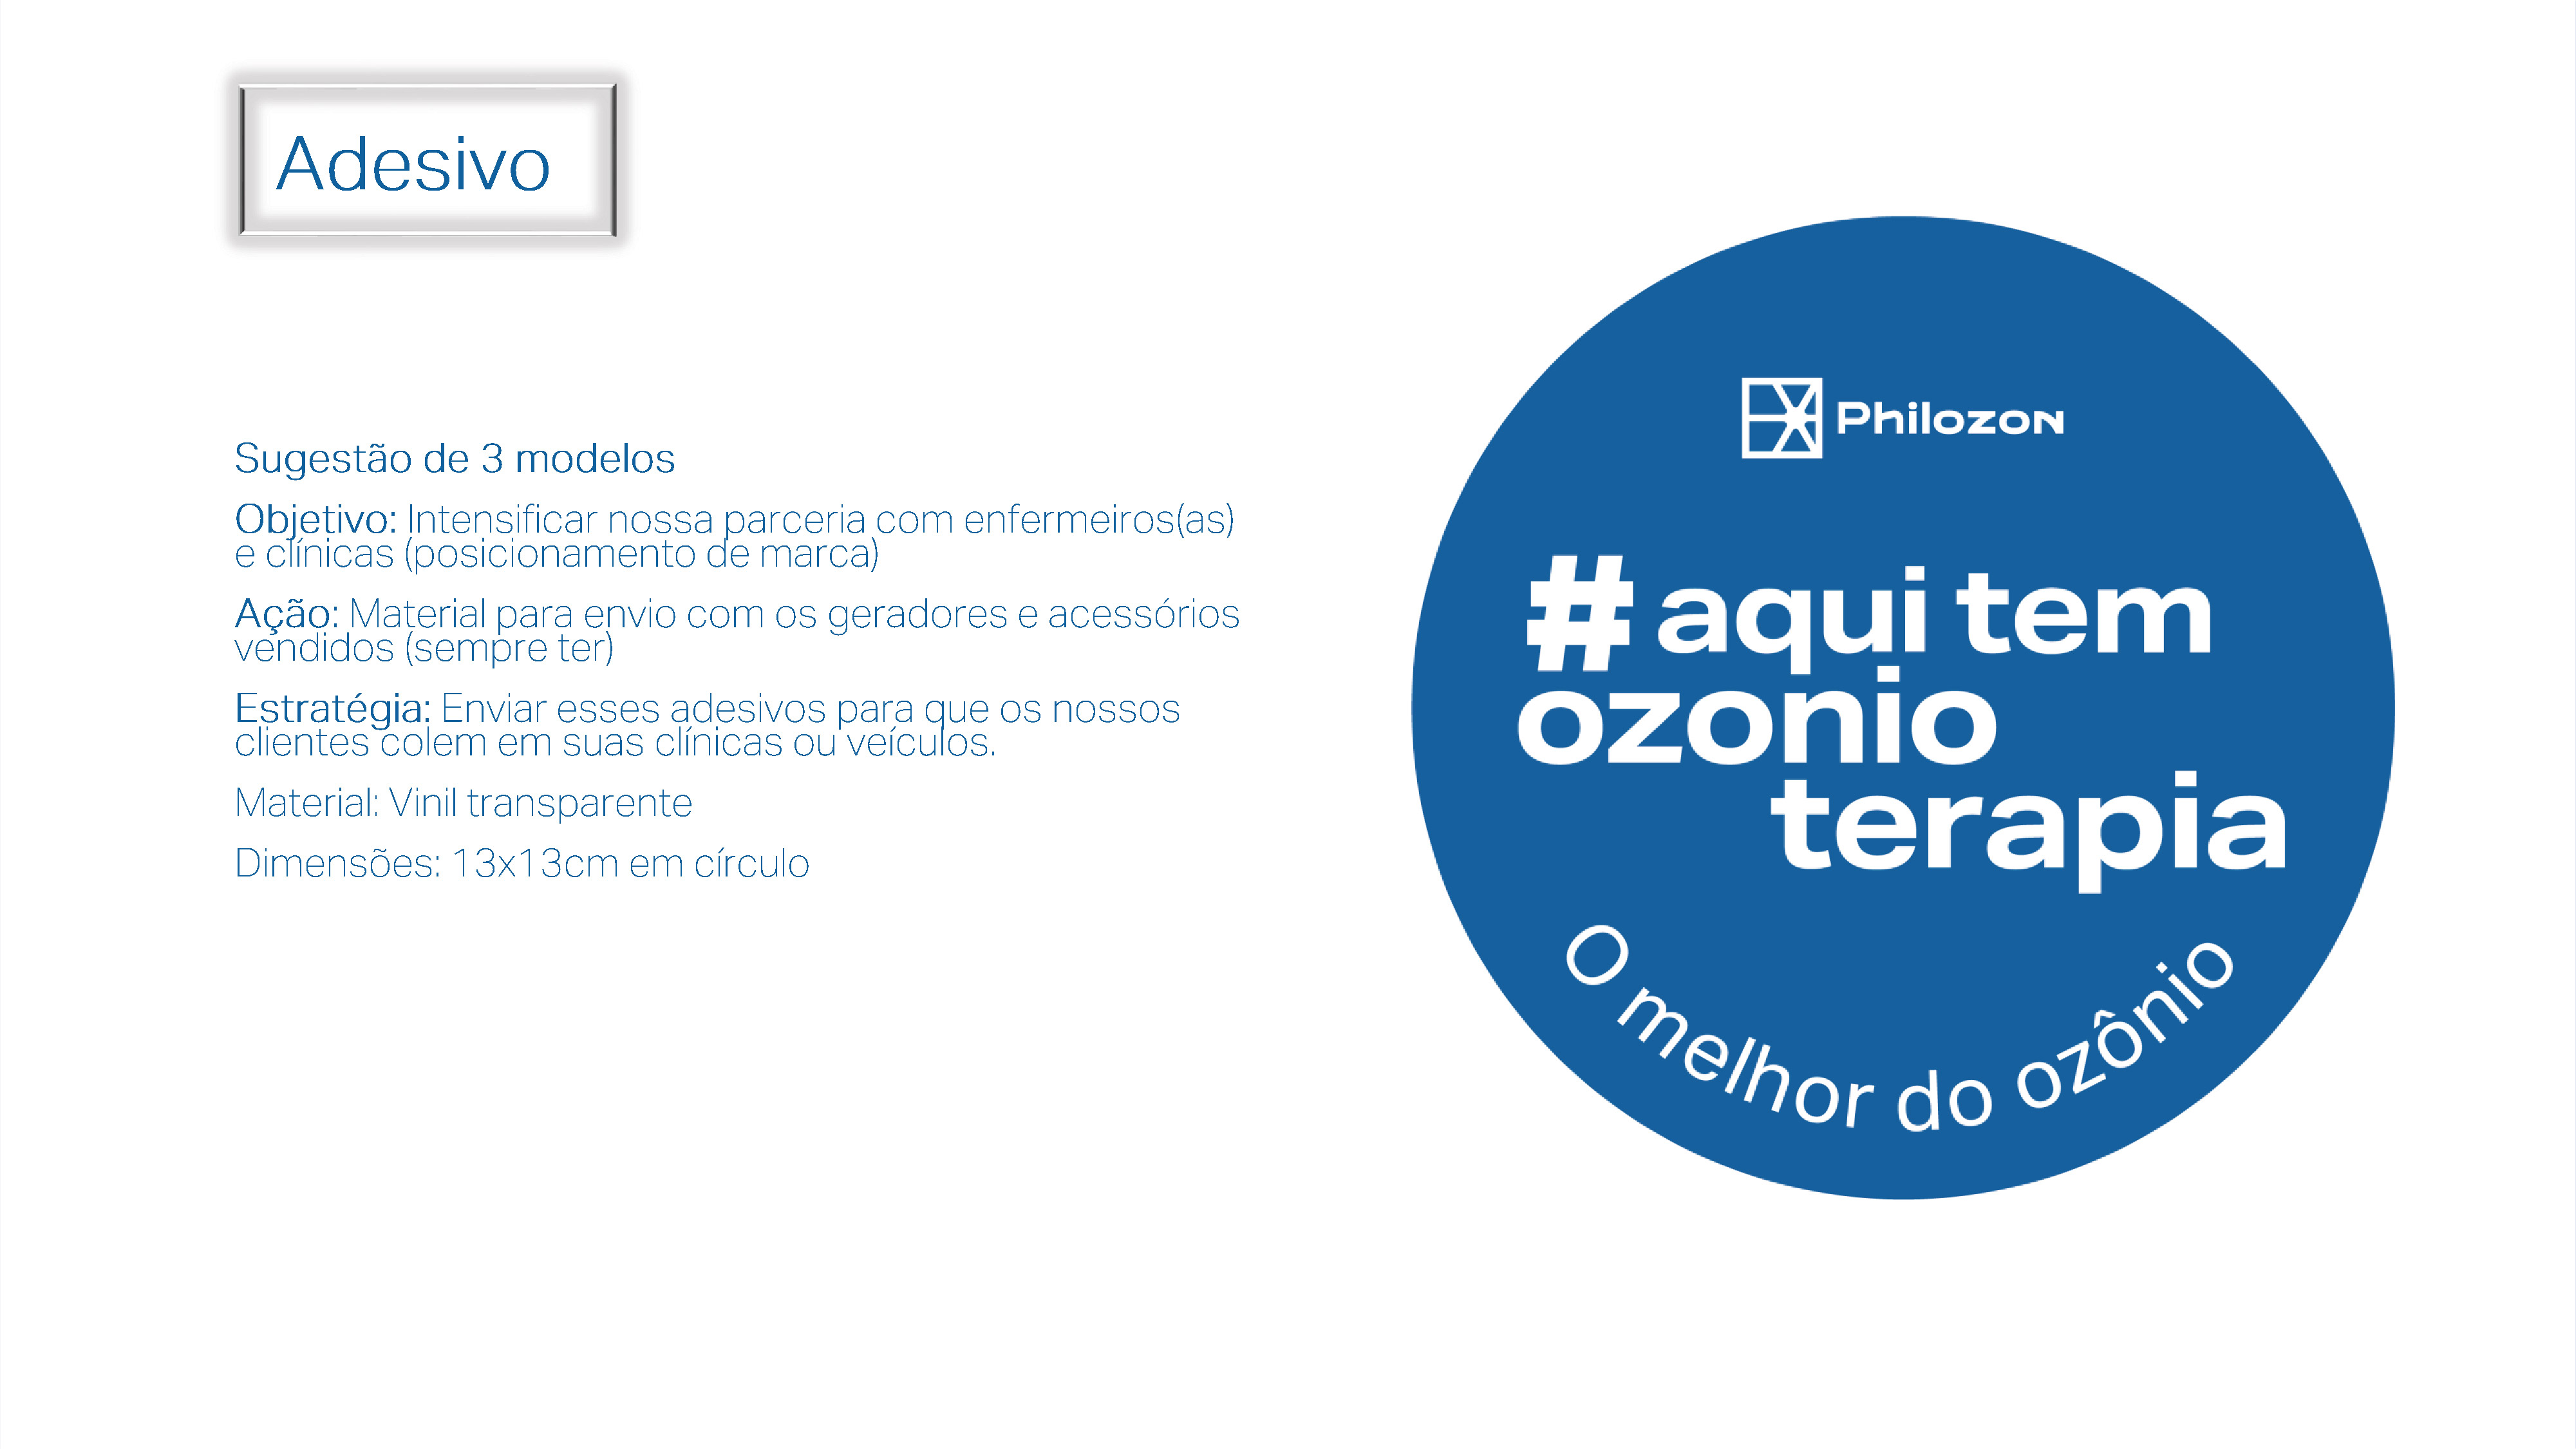 Adesivo
Sugestão de 3 modelos
Objetivo: Intensificar nossa parceria com enfermeiros(as)
e clínicas (posicionamento de marca)
Ação: Material para envio com os geradores e acessórios
vendidos (sempre ter)
Estratégia: Enviar esses adesivos para que os nossos
clientes colem em suas clínicas ou veículos.
Material: Vinil transparente
Dimensões: 13x13cm em círculo
Philozon
# aqui tem
ozonio
terapia
O melhor do ozônio